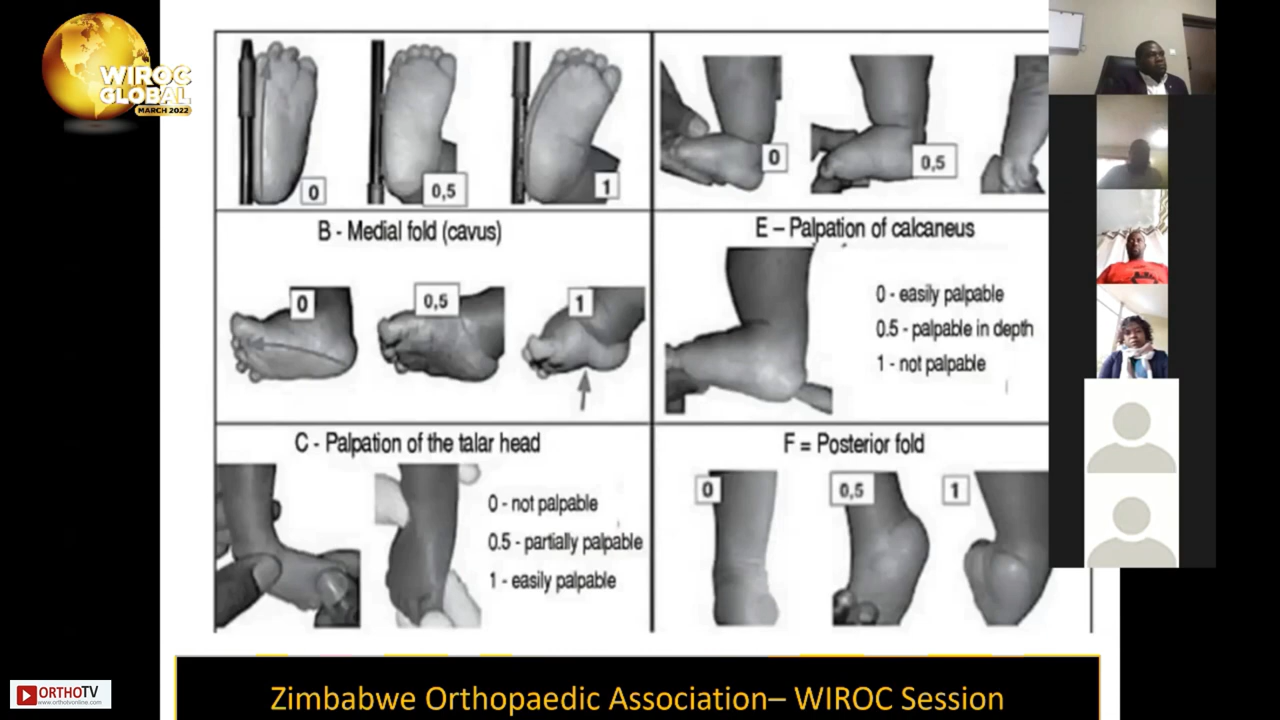 WIROC
GLOBAL
MARCH 2022
0
0,5
1
0
0,5
B - Medial fold (cavus)
0
0,5
1
E – Palpation of calcaneus
0 - easily palpable
0.5 - palpable in depth
1 - not palpable
C - Palpation of the talar head
0 - not palpable
0.5 - partially palpable
1 - easily palpable
F = Posterior fold
0
0,5
1
Zimbabwe Orthopaedic Association– WIROC Session
ORTHOTV
www.orthotvonline.com